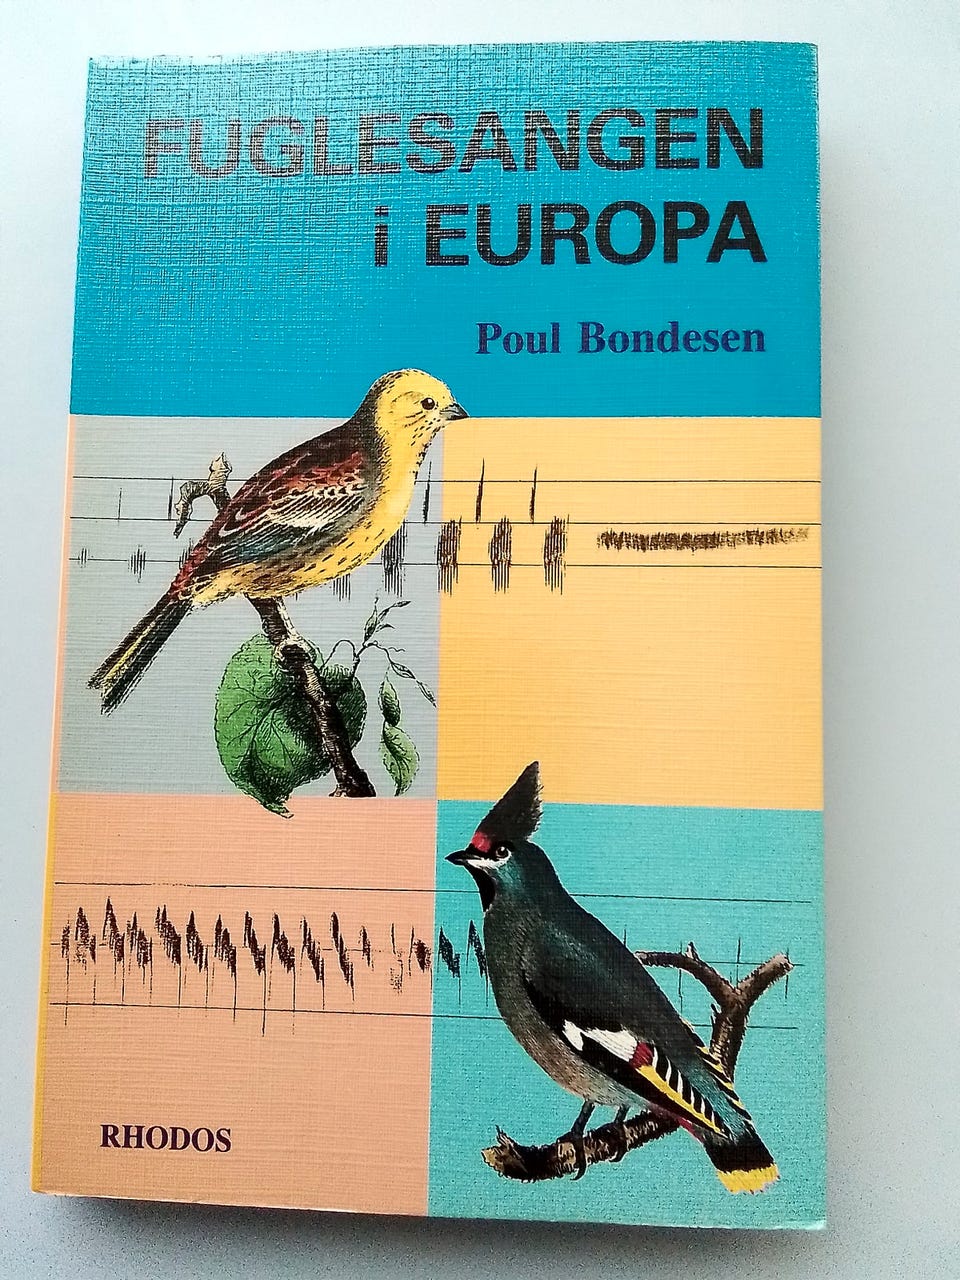 FUGLESANGEN
i EUROPA
Poul Bondesen
RHODOS